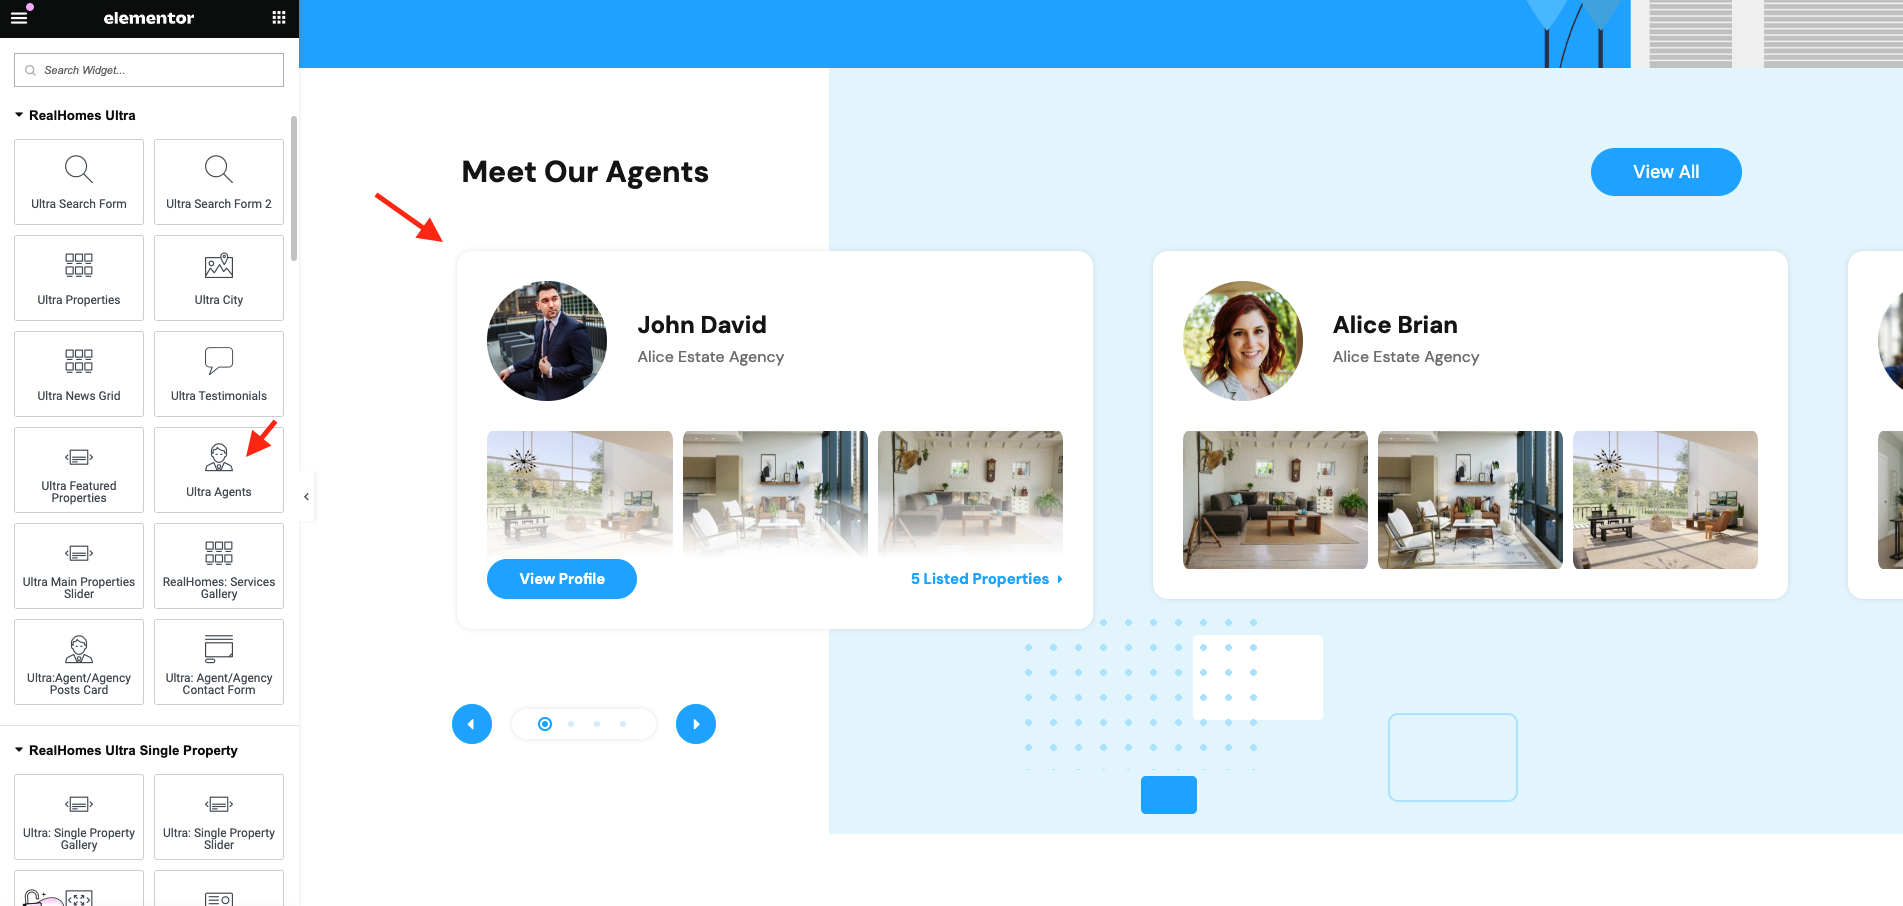 elementor
Search Widget...
RealHomes Ultra
Ultra Search Form
Ultra Search Form 2
Ultra Properties
Ultra City
Ultra News Grid
Ultra Testimonials
Ultra Featured
Properties
Ultra Agents
Ultra Main Properties
Slider
RealHomes: Services
Gallery
Ultra:Agent/Agency
Posts Card
Ultra: Agent/Agency
Contact Form
RealHomes Ultra Single Property
Ultra: Single Property
Gallery
Ultra: Single Property
Slider
Meet Our Agents
View All
John David
Alice Estate Agency
View Profile
5 Listed Properties
Alice Brian
Alice Estate Agency